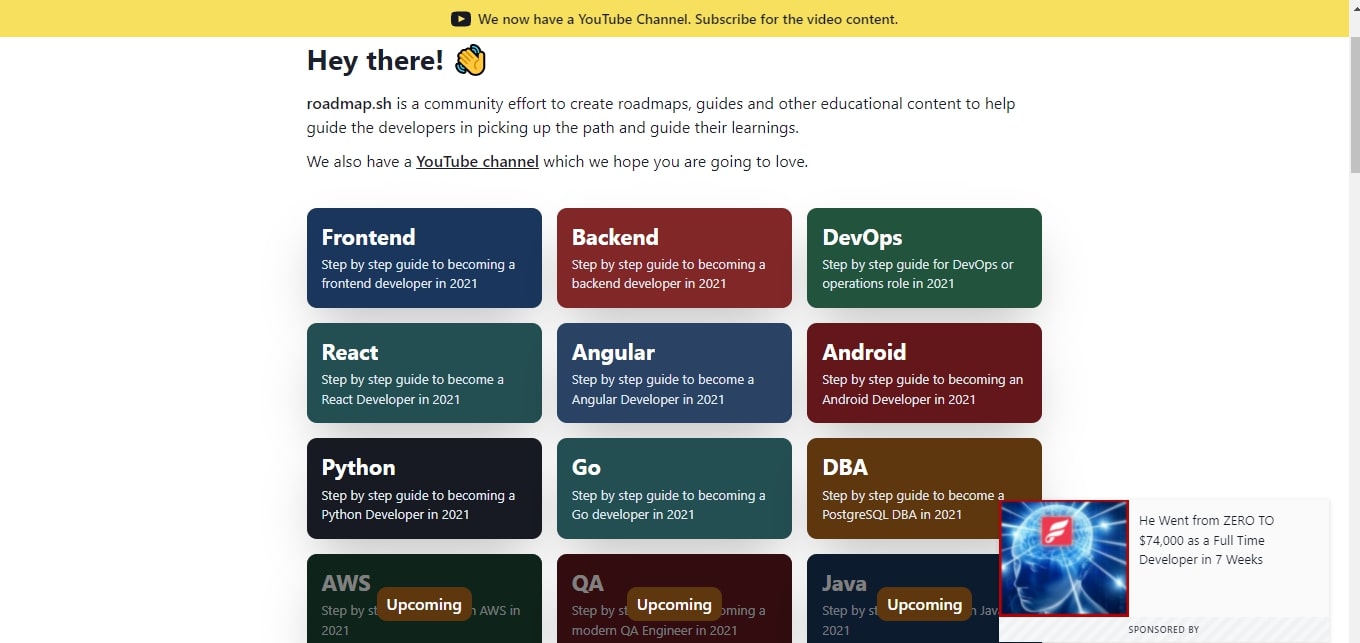 We now have a YouTube Channel. Subscribe for the video content.
Hey there!
roadmap.sh is a community effort to create roadmaps, guides and other educational content to help
guide the developers in picking up the path and guide their learnings.
We also have a YouTube channel which we hope you are going to love.
Frontend
Step by step guide to becoming a
frontend developer in 2021
Backend
Step by step guide to becoming a
backend developer in 2021
DevOps
Step by step guide for DevOps or
operations role in 2021
React
Step by step guide to become a
React Developer in 2021
Angular
Step by step guide to become a
Angular Developer in 2021
Android
Step by step guide to becoming an
Android Developer in 2021
Python
Step by step guide to becoming a
Python Developer in 2021
Go
Step by step guide to becoming a
Go developer in 2021
DBA
Step by step guide to become a
PostgreSQL DBA in 2021
AWS
Upcoming
Step by AWS in
2021
QA
Upcoming
Step by a
modern QA Engineer in 2021
Java
Upcoming
Step by
2021
He Went from ZERO TO
$74,000 as a Full Time
Developer in 7 Weeks
SPONSORED BY